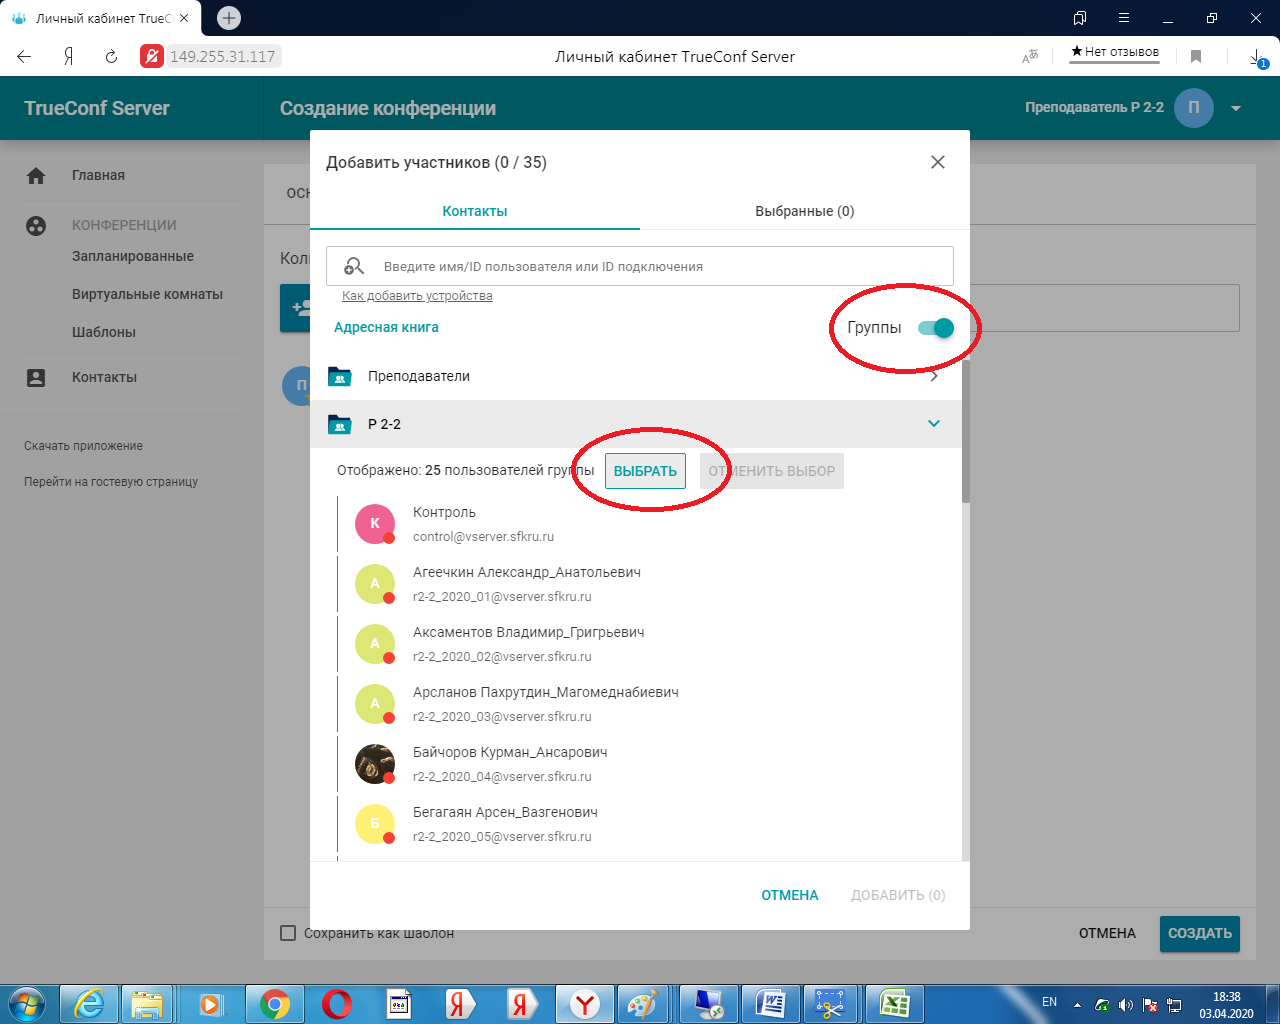 Личный кабинет TrueC
149.255.31.117
Личный кабинет TrueConf Server
Нет отзывов
1
TrueConf Server
Создание конференции
Преподаватель Р 2-2
П
Главная
КОНФЕРЕНЦИИ
Запланированные
Виртуальные комнаты
Шаблоны
Контакты
Скачать приложение
Перейти на гостевую страницу
П
Добавить участников (0 / 35)
Контакты
Выбранные (0)
Введите имя/ID пользователя или ID подключения
Как добавить устройства
Адресная книга
Группы
Преподаватели
Р 2-2
Отображено: 25 пользователей группы
ВЫБРАТЬ
ОТМЕНИТЬ ВЫБОР
К
Контроль
control@vserver.sfkru.ru
А
Агеечкин Александр_Анатольевич
r2-2_2020_01@vserver.sfkru.ru
А
Аксаментов Владимир_Григрьевич
r2-2_2020_02@vserver.sfkru.ru
А
Арсланов Пахрутдин_Магомеднабиевич
r2-2_2020_03@vserver.sfkru.ru
Байчоров Курман_Ансарович
r2-2_2020_04@vserver.sfkru.ru
Б
Бегагаян Арсен_Вазгенович
r2-2_2020_05@vserver.sfkru.ru
ОТМЕНА
ДОБАВИТЬ (0)
Сохранить как шаблон
ОТМЕНА
СОЗДАТЬ
EN
18:38
03.04.2020